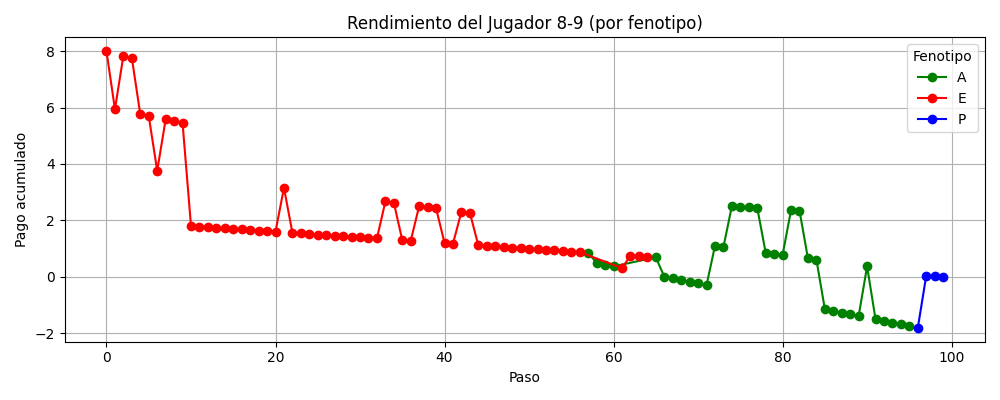 Rendimiento del Jugador 8-9 (por fenotipo)
Pago acumulado
8
6
4
2
0
−2
0 20 40 60 80 100
Paso
Fenotipo
A
E
P